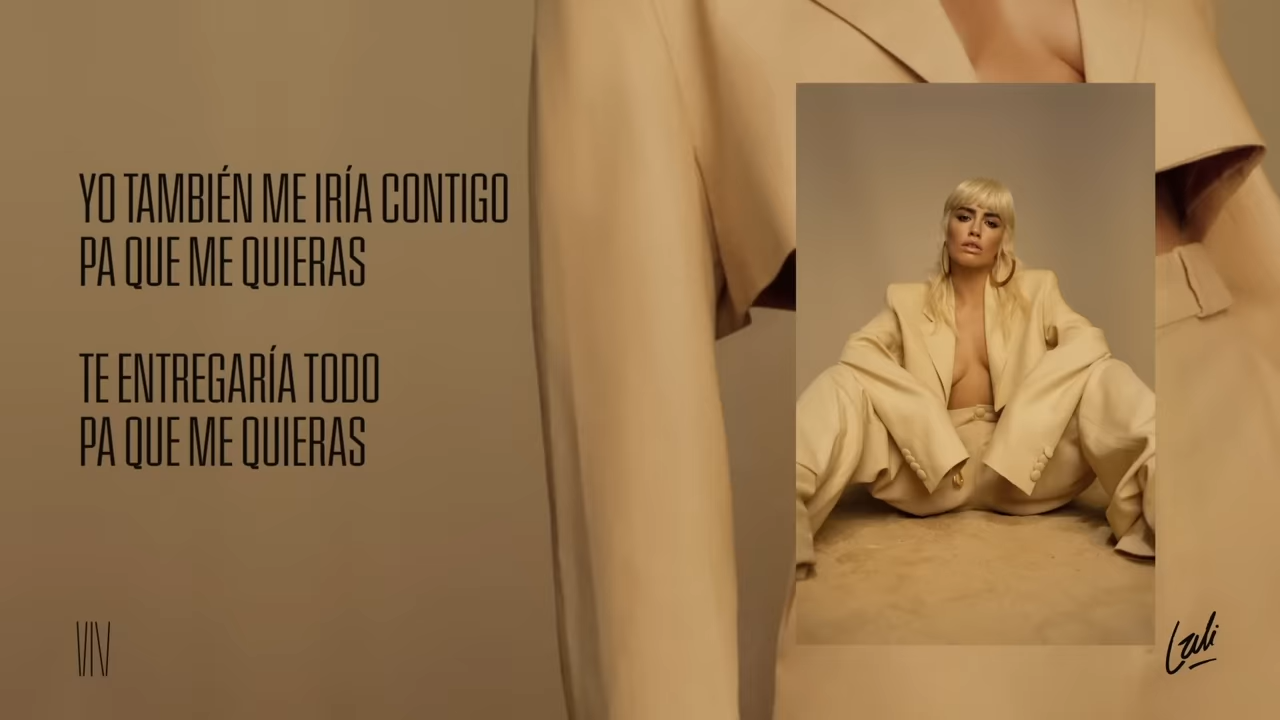 YO TAMBIÉN ME IRÍA CONTIGO
PA QUE ME QUIERAS
TE ENTREGARÍA TODO
PA QUE ME QUIERAS
Lali